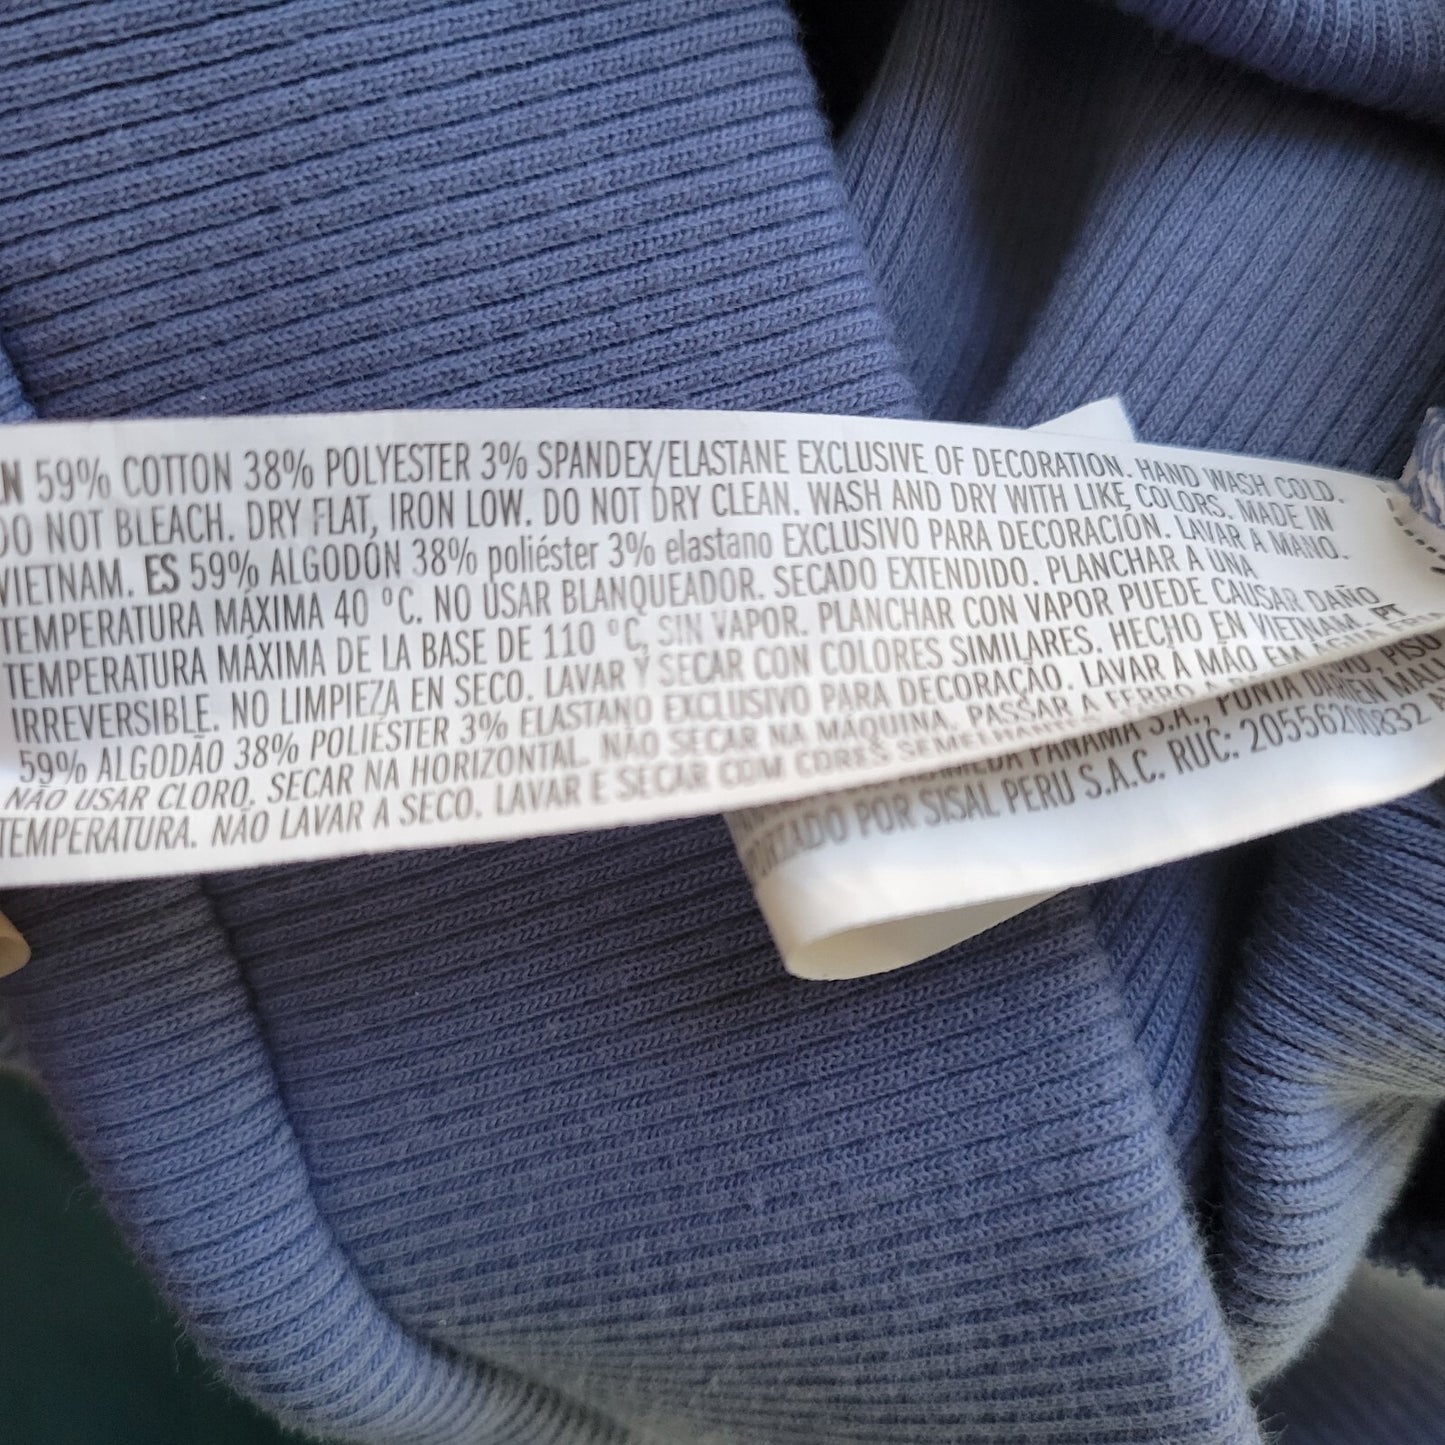 59% COTTON 38% POLYESTER 3% SPANDEX/ELASTANE EXCLUSIVE OF DECORATION. HAND WASH COLD.
DO NOT BLEACH. DRY FLAT, IRON LOW. DO NOT DRY CLEAN. WASH AND DRY WITH LIKE COLORS. MADE IN
VIETNAM. ES 59% ALGODÓN 38% poliéster 3% elastano EXCLUSIVO PARA DECORACIÓN. LAVAR A MANO.
TEMPERATURA MÁXIMA 40 °C. NO USAR BLANQUEADOR. SECADO EXTENDIDO. PLANCHAR A UNA
TEMPERATURA MÁXIMA DE LA BASE DE 110 °C, SIN VAPOR. PLANCHAR CON VAPOR PUEDE CAUSAR DAÑO
IRREVERSIBLE. NO LIMPIEZA EN SECO. LAVAR Y SECAR CON COLORES SIMILARES. HECHO EN VIETNAM. PT
59% ALGODÃO 38% POLIÉSTER 3% ELASTANO EXCLUSIVO PARA DECORAÇÃO. LAVAR À MÃO EM
NÃO USAR CLORO. SECAR NA HORIZONTAL. NÃO SECAR NA MÁQUINA. PASSAR A FERRO A
TEMPERATURA. NÃO LAVAR A SECO. LAVAR E SECAR COM CORES SEMELHANTES
PANAMA S.A., PUNTA PISO
POR SISAL PERU S.A.C. RUC: 20556200832